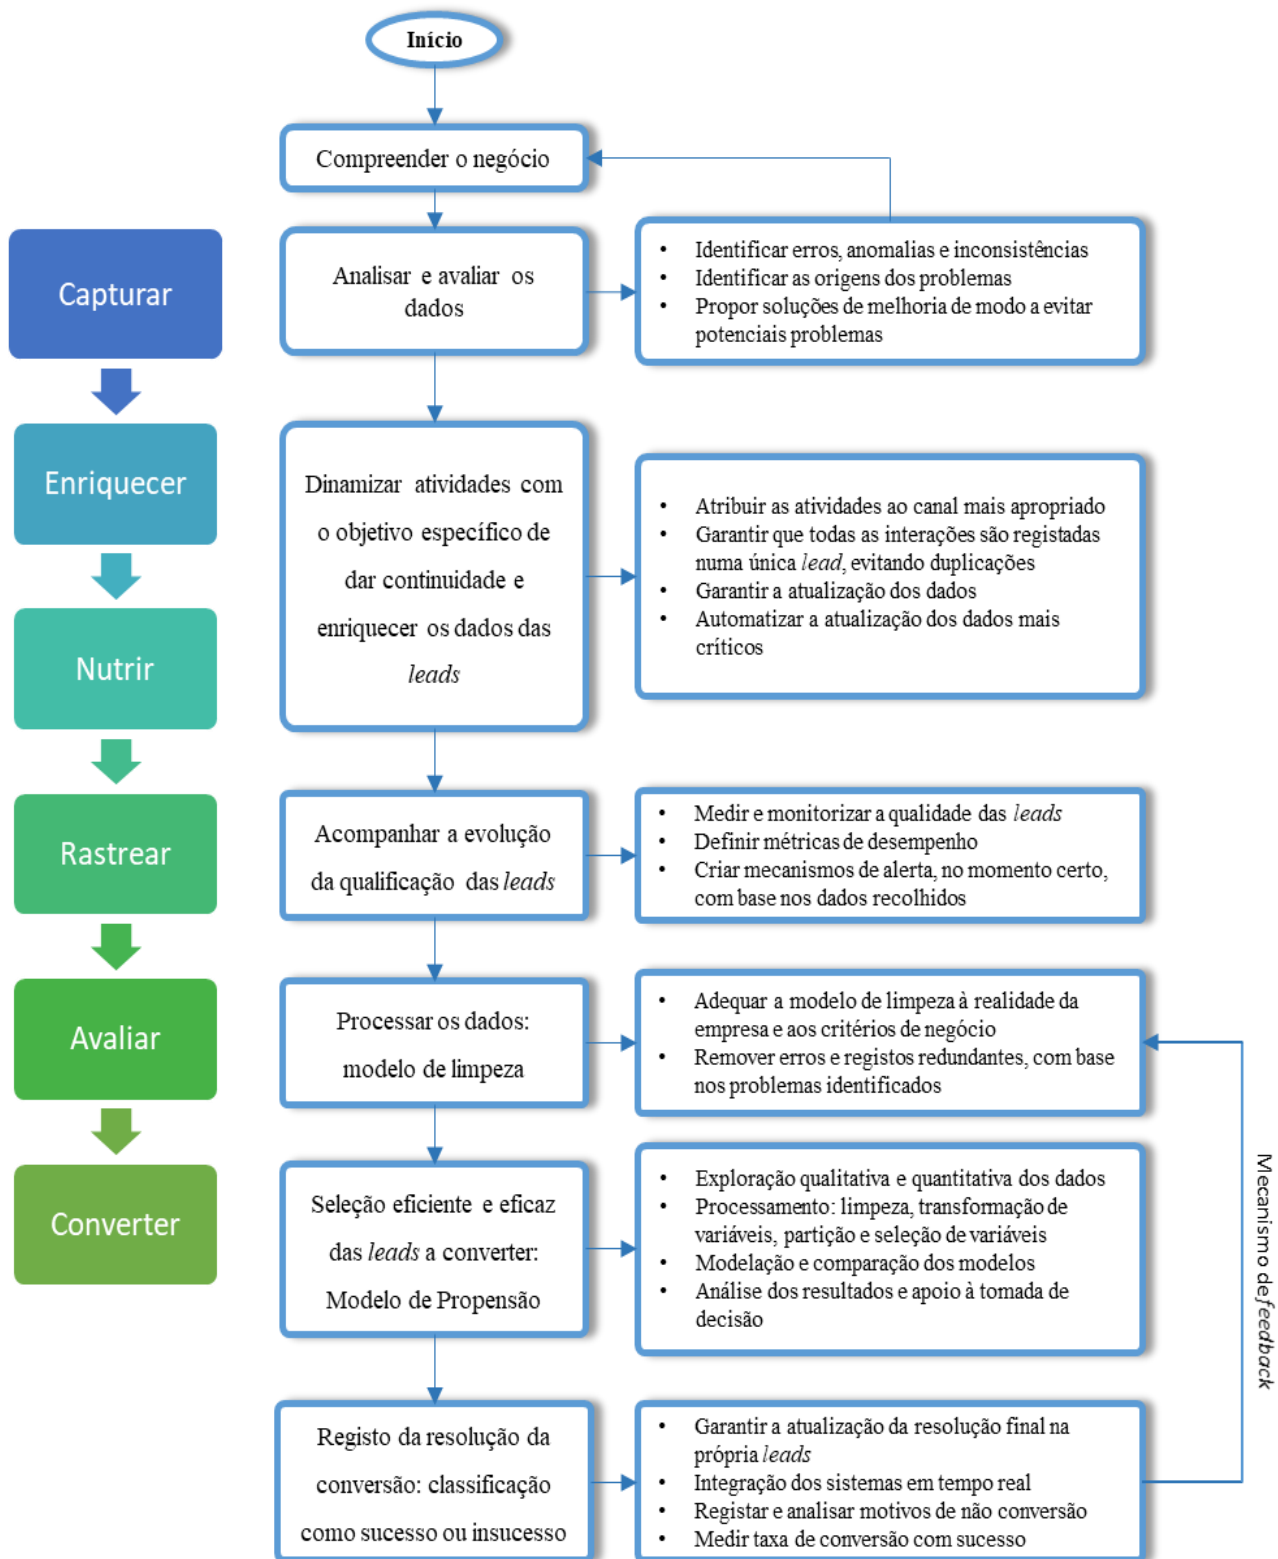 Início
Compreender o negócio
Capturar
Analisar e avaliar os
dados
• Identificar erros, anomalias e inconsistências
• Identificar as origens dos problemas
• Propor soluções de melhoria de modo a evitar
potenciais problemas
Enriquecer
Nutrir
Dinamizar atividades com
o objetivo específico de
dar continuidade e
enriquecer os dados das
leads
• Atribuir as atividades ao canal mais apropriado
• Garantir que todas as interações são registadas
numa única lead, evitando duplicações
• Garantir a atualização dos dados
• Automatizar a atualização dos dados mais
críticos
Rastrear
Acompanhar a evolução
da qualificação das leads
• Medir e monitorizar a qualidade das leads
• Definir métricas de desempenho
• Criar mecanismos de alerta, no momento certo,
com base nos dados recolhidos
Avaliar
Processar os dados:
modelo de limpeza
• Adequar a modelo de limpeza à realidade da
empresa e aos critérios de negócio
• Remover erros e registos redundantes, com base
nos problemas identificados
Converter
Seleção eficiente e eficaz
das leads a converter:
Modelo de Propensão
• Exploração qualitativa e quantitativa dos dados
• Processamento: limpeza, transformação de
variáveis, partição e seleção de variáveis
• Modelação e comparação dos modelos
• Análise dos resultados e apoio à tomada de
decisão
Mecanismo de feedback
Registo da resolução da
conversão: classificação
como sucesso ou insucesso
• Garantir a atualização da resolução final na
própria leads
• Integração dos sistemas em tempo real
• Registar e analisar motivos de não conversão
• Medir taxa de conversão com sucesso